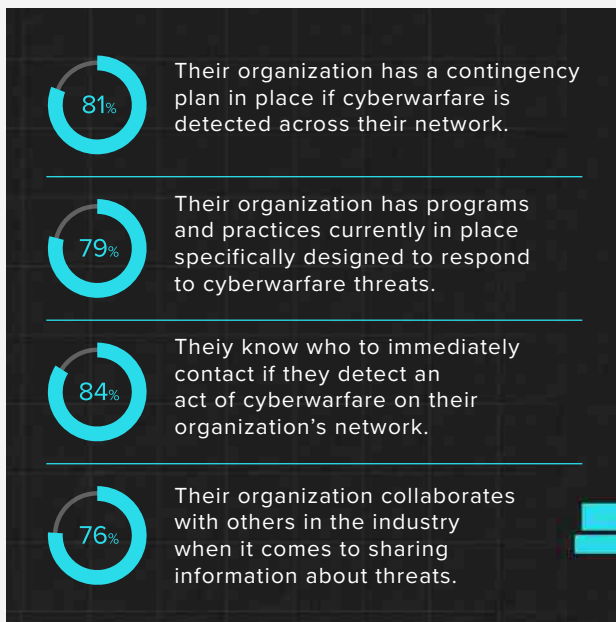 81%
Their organization has a contingency
plan in place if cyberwarfare is
detected across their network.
79%
Their organization has programs
and practices currently in place
specifically designed to respond
to cyberwarfare threats.
84%
Theiy know who to immediately
contact if they detect an
act of cyberwarfare on their
organization's network.
76%
Their organization collaborates
with others in the industry
when it comes to sharing
information about threats.